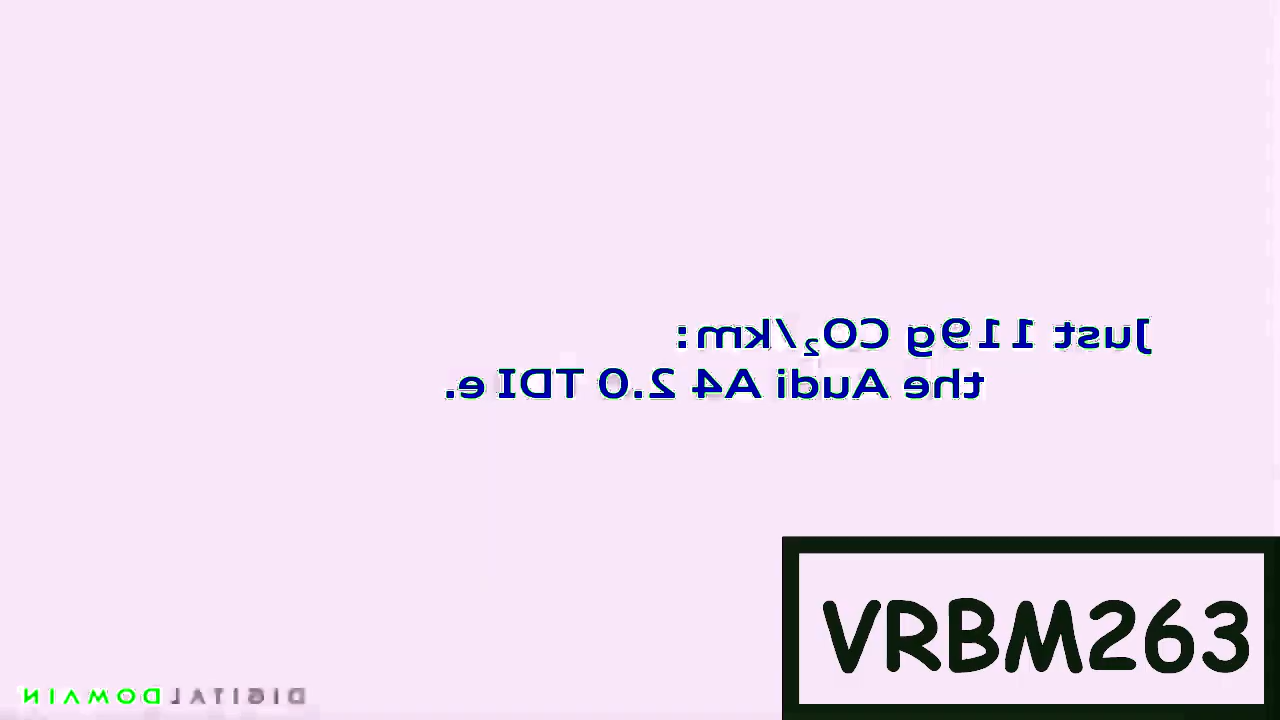 Just 119g CO₂/km:
the Audi A4 2.0 TDI e.
VRBM263
DIGITALDOMAIN